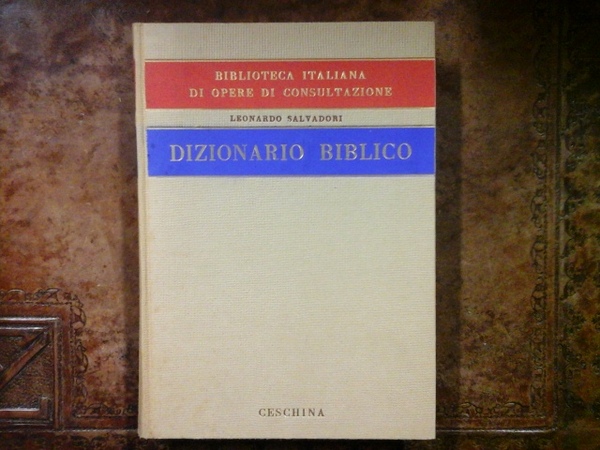 BIBLIOTECA ITALIANA
DI OPERE DI CONSULTAZIONE
LEONARDO SALVADORI
DIZIONARIO BIBLICO
CESCHINA